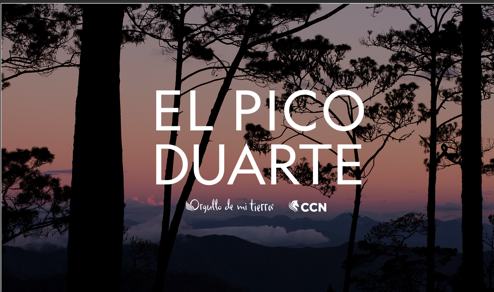 EL PICO
DUARTE
Orgullo de mi tierra CCN